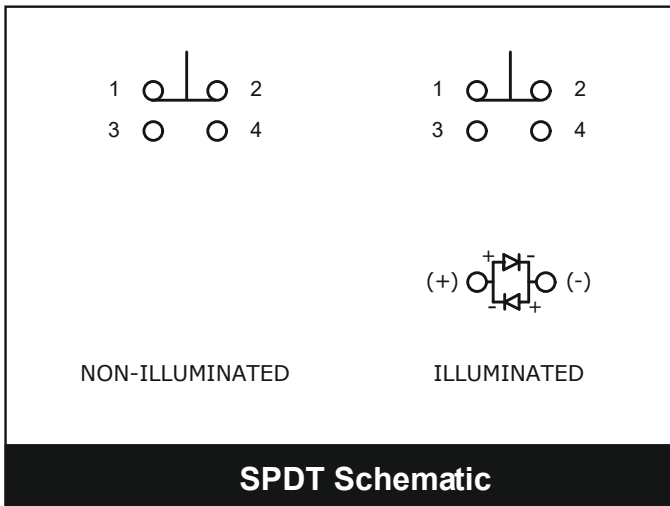 1 2 1 2
3 4 3 4
+ -
(+) (-)
- +
NON-ILLUMINATED ILLUMINATED
SPDT Schematic